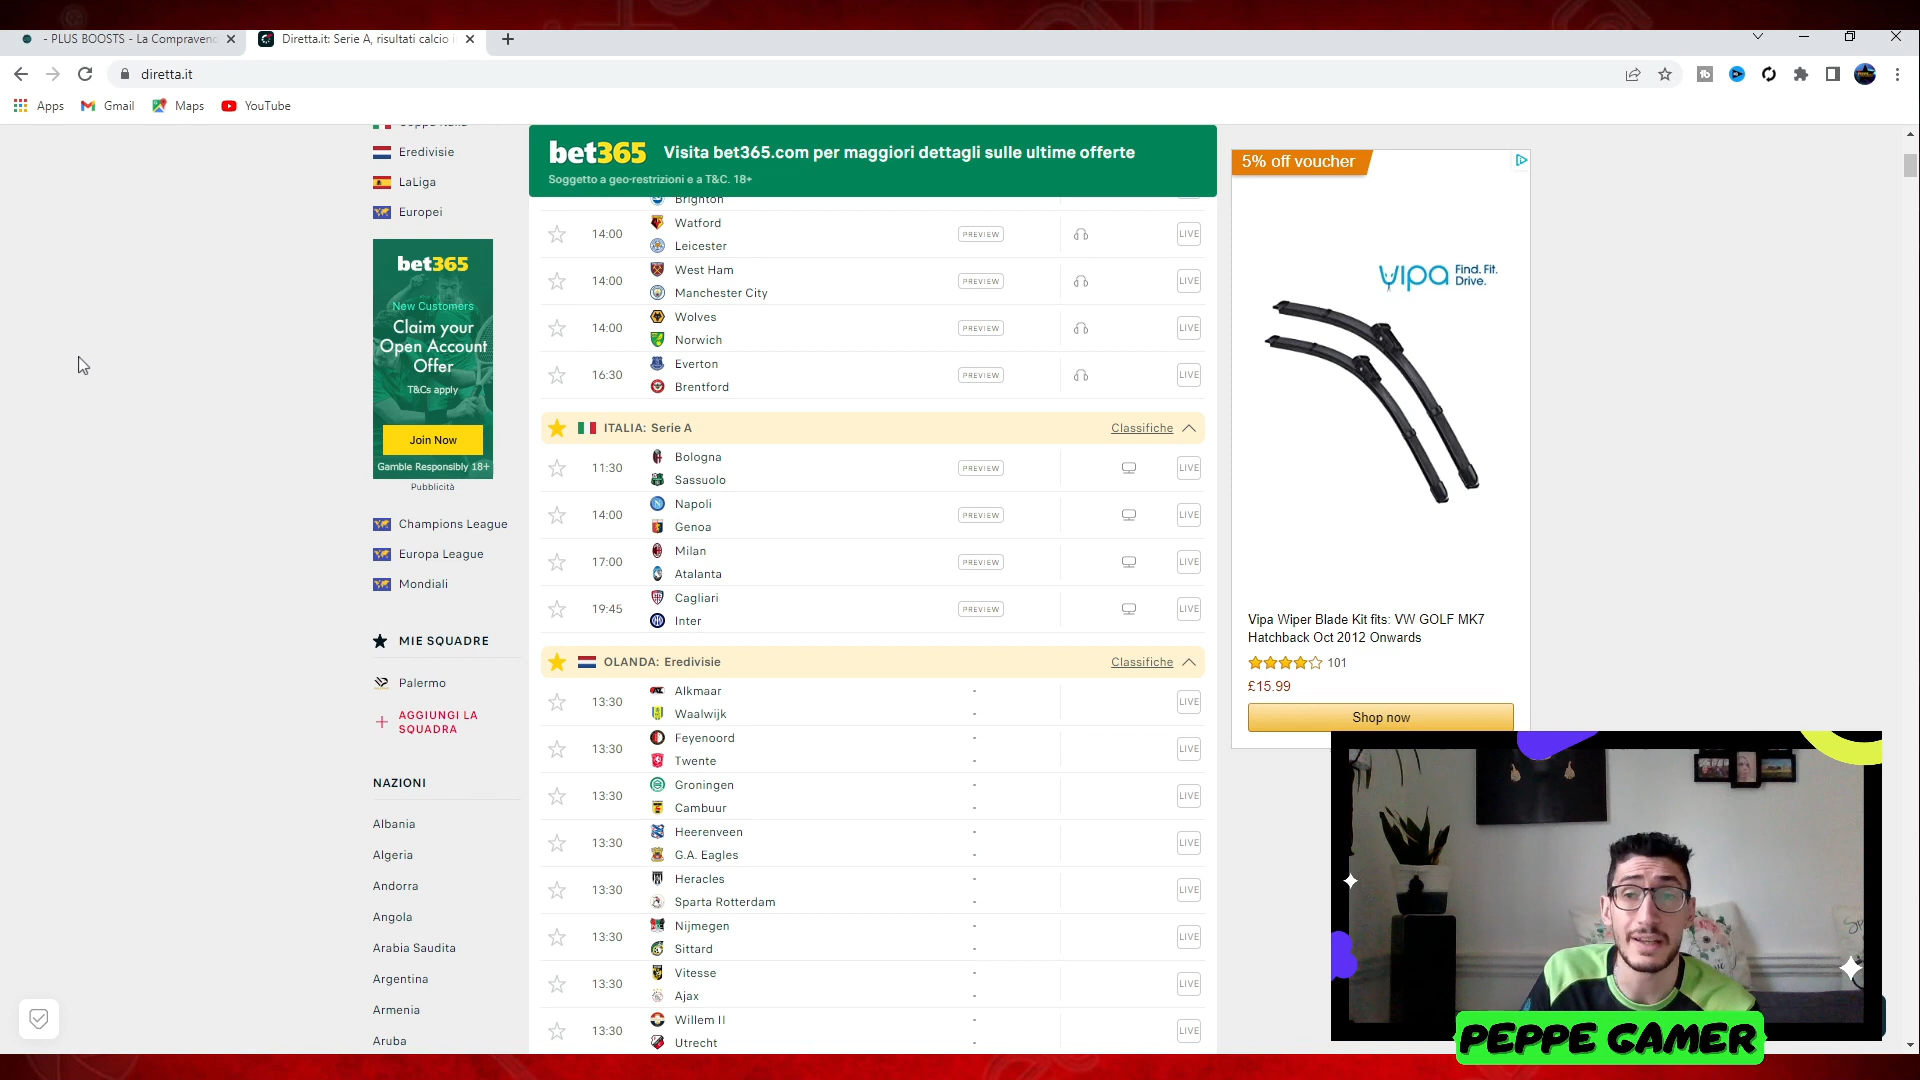 - PLUS BOOSTS - La Compravend
Diretta.it: Serie A, risultati calcio i
diretta.it
Apps
Gmail
Maps
YouTube
Coppa Italia
Eredivisie
LaLiga
Europei
bet365
New Customers
Claim your
Open Account
Offer
T&Cs apply
Join Now
Gamble Responsibly 18+
Pubblicità
Champions League
Europa League
Mondiali
MIE SQUADRE
Palermo
AGGIUNGI LA
SQUADRA
NAZIONI
Albania
Algeria
Andorra
Angola
Arabia Saudita
Argentina
Armenia
Aruba
bet365 Visita bet365.com per maggiori dettagli sulle ultime offerte
Soggetto a geo-restrizioni e a T&C. 18+
Brighton
14:00 Watford PREVIEW LIVE
Leicester
14:00 West Ham PREVIEW LIVE
Manchester City
14:00 Wolves PREVIEW LIVE
Norwich
16:30 Everton PREVIEW LIVE
Brentford
ITALIA: Serie A Classifiche
11:30 Bologna PREVIEW LIVE
Sassuolo
14:00 Napoli PREVIEW LIVE
Genoa
17:00 Milan PREVIEW LIVE
Atalanta
19:45 Cagliari PREVIEW LIVE
Inter
OLANDA: Eredivisie Classifiche
13:30 Alkmaar - LIVE
Waalwijk -
13:30 Feyenoord - LIVE
Twente -
13:30 Groningen - LIVE
Cambuur -
13:30 Heerenveen - LIVE
G.A. Eagles -
13:30 Heracles - LIVE
Sparta Rotterdam -
13:30 Nijmegen - LIVE
Sittard -
13:30 Vitesse - LIVE
Ajax -
13:30 Willem II - LIVE
Utrecht -
5% off voucher
vipa Find. Fit.
Drive.
Vipa Wiper Blade Kit fits: VW GOLF MK7
Hatchback Oct 2012 Onwards
101
£15.99
Shop now
PEPPE GAMER